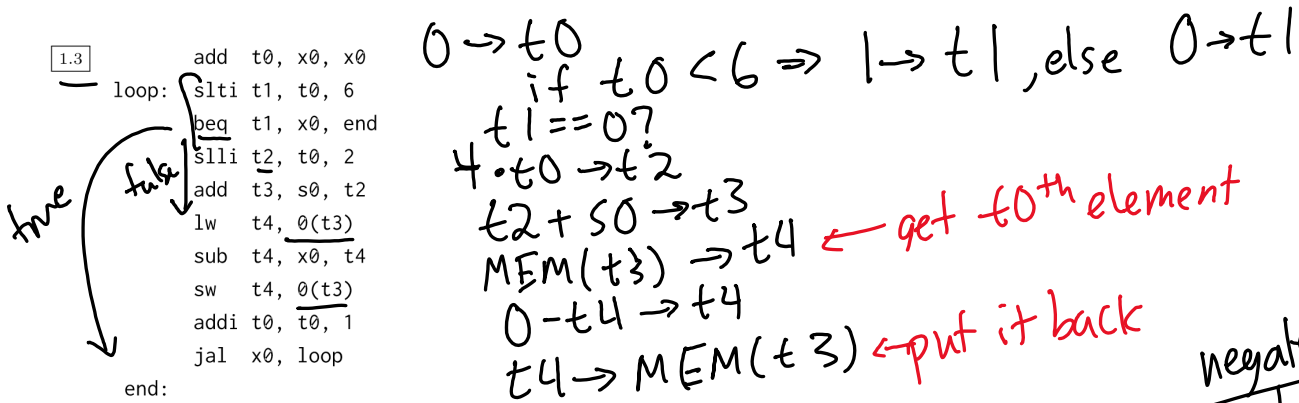 1.3 add t0, x0, x0
loop: slti t1, t0, 6
beq t1, x0, end
slli t2, t0, 2
add t3, s0, t2
lw t4, 0(t3)
sub t4, x0, t4
sw t4, 0(t3)
addi t0, t0, 1
jal x0, loop
end:
true
false
0 → t0
if t0 < 6 ⇒ 1 → t1, else 0 → t1
t1 == 0?
4 · t0 → t2
t2 + s0 → t3
MEM(t3) → t4 ← get t0th element
0 - t4 → t4
t4 → MEM(t3) ← put it back